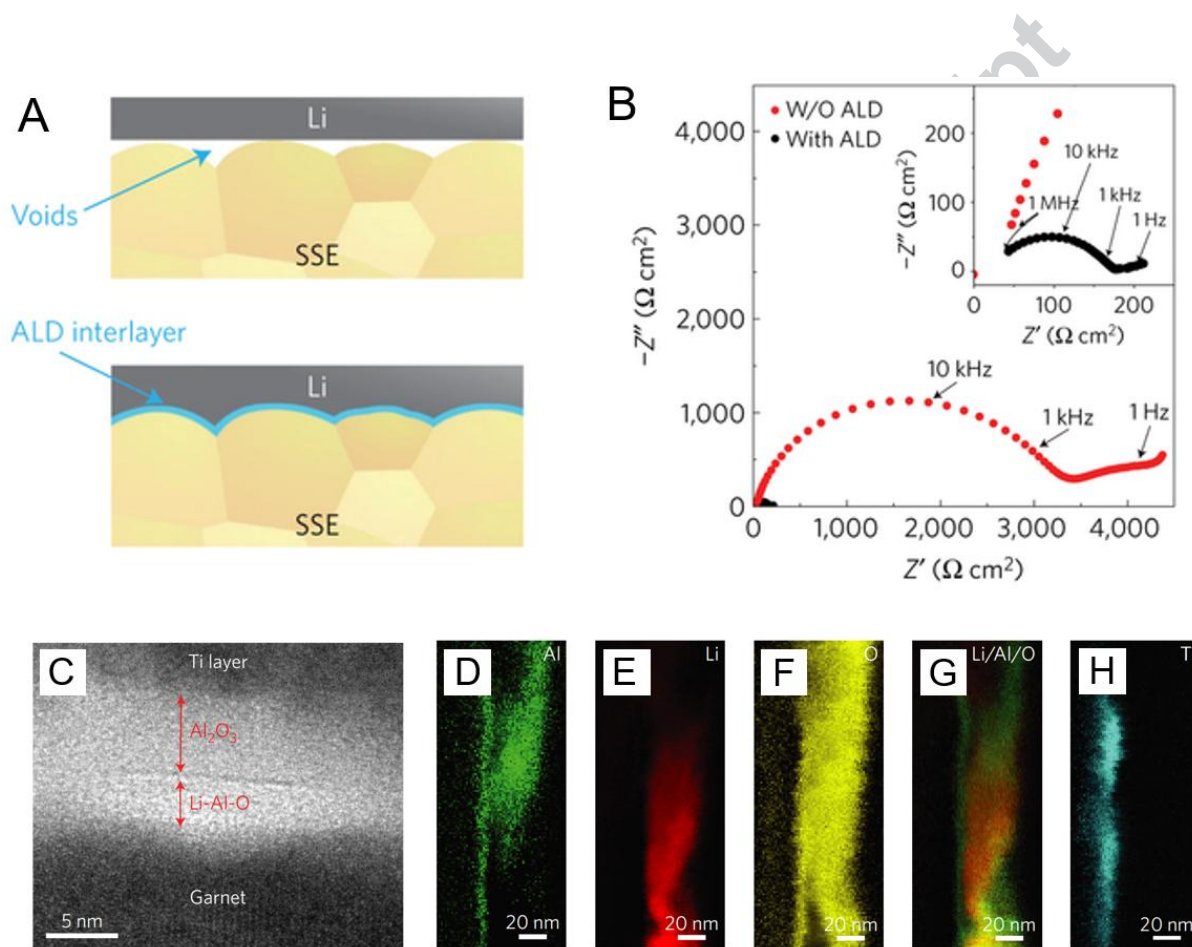 A
Li
Voids
SSE
ALD interlayer
Li
SSE
B
W/O ALD
With ALD
4,000
3,000
2,000
1,000
0
−Z″ (Ω cm²)
0
1,000
2,000
3,000
4,000
Z′ (Ω cm²)
10 kHz
1 kHz
1 Hz
200
100
0
−Z″ (Ω cm²)
0
100
200
Z′ (Ω cm²)
10 kHz
1 MHz
1 kHz
1 Hz
C
Ti layer
Al₂O₃
Li-Al-O
Garnet
5 nm
D
Al
20 nm
E
Li
20 nm
F
O
20 nm
G
Li/Al/O
20 nm
H
20 nm